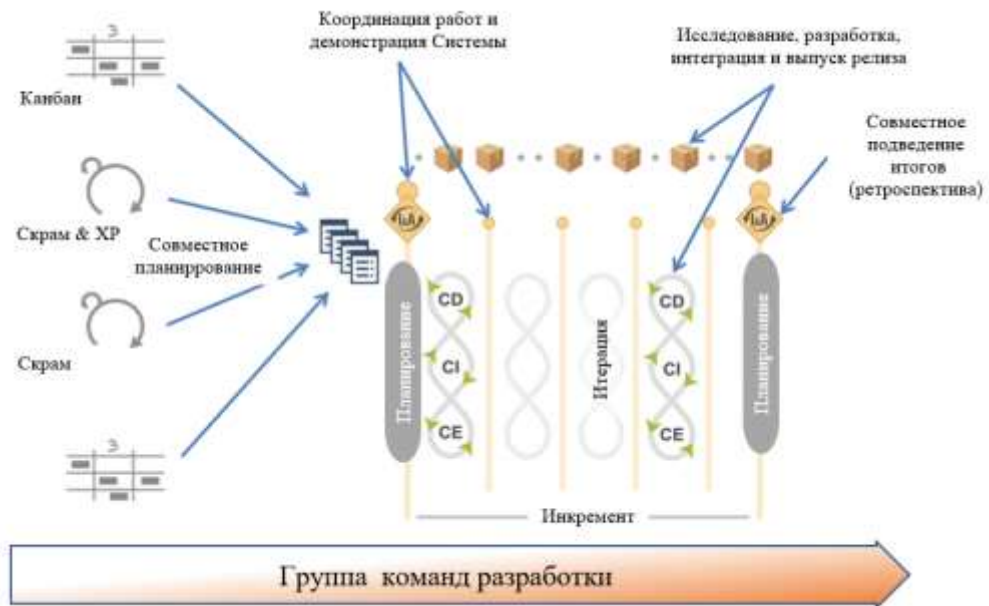 Координация работ и
демонстрация Системы
Исследование, разработка,
интеграция и выпуск релиза
Канбан
Совместное
подведение
итогов
(ретроспектива)
I&A
I&A
Скрам & XP
Совместное
планиррование
Скрам
Планирование
CD
CI
CE
Итерация
CD
CI
CE
Планирование
Инкремент
Группа команд разработки